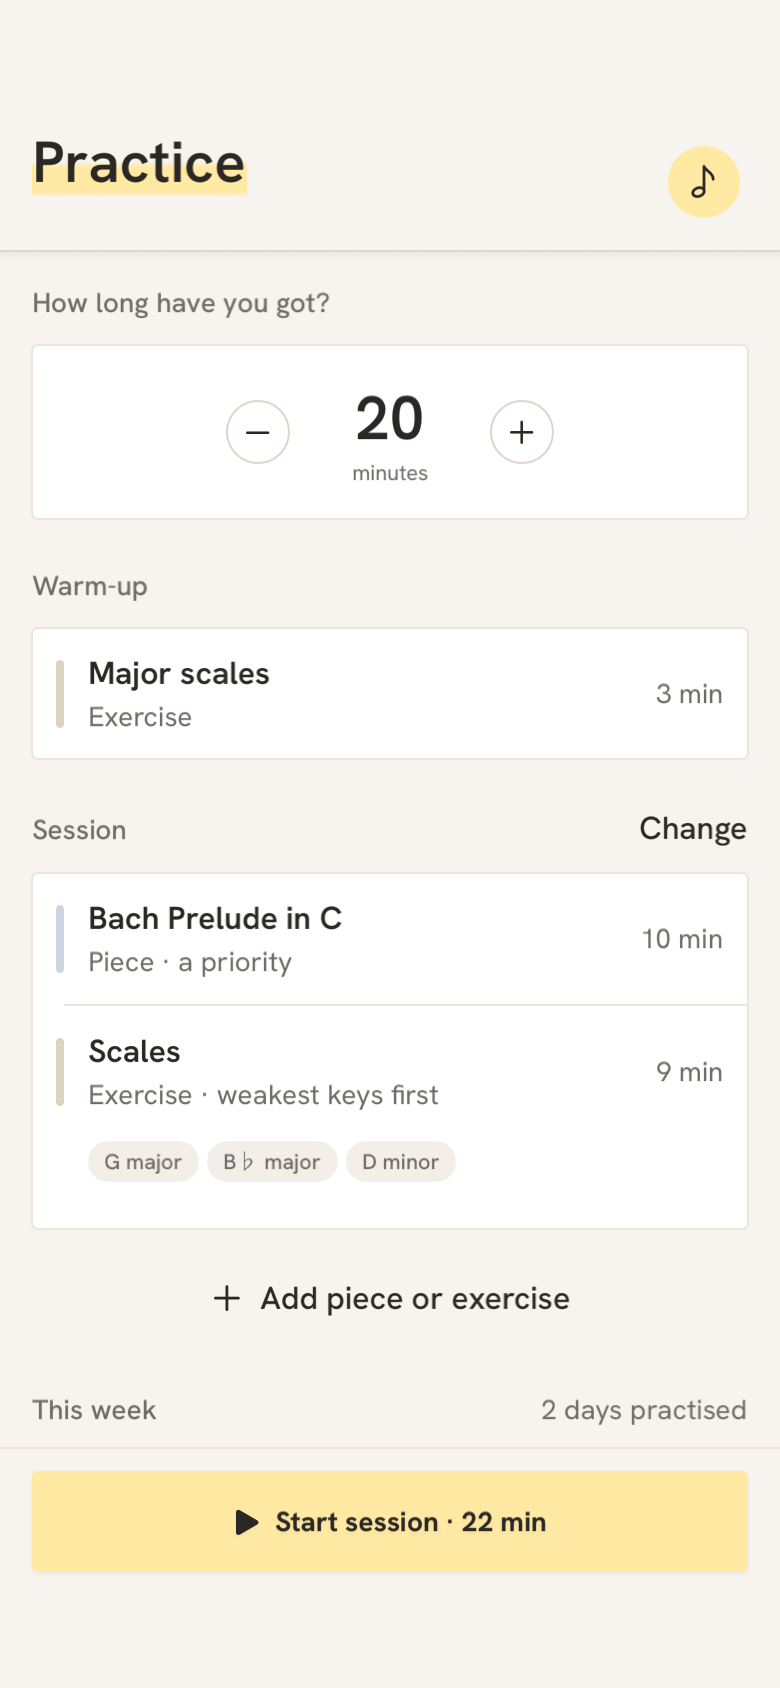 Practice
How long have you got?
20
minutes
Warm-up
Major scales
Exercise
3 min
Session
Change
Bach Prelude in C
Piece · a priority
10 min
Scales
Exercise · weakest keys first
9 min
G major
B♭ major
D minor
+ Add piece or exercise
This week
2 days practised
Start session · 22 min